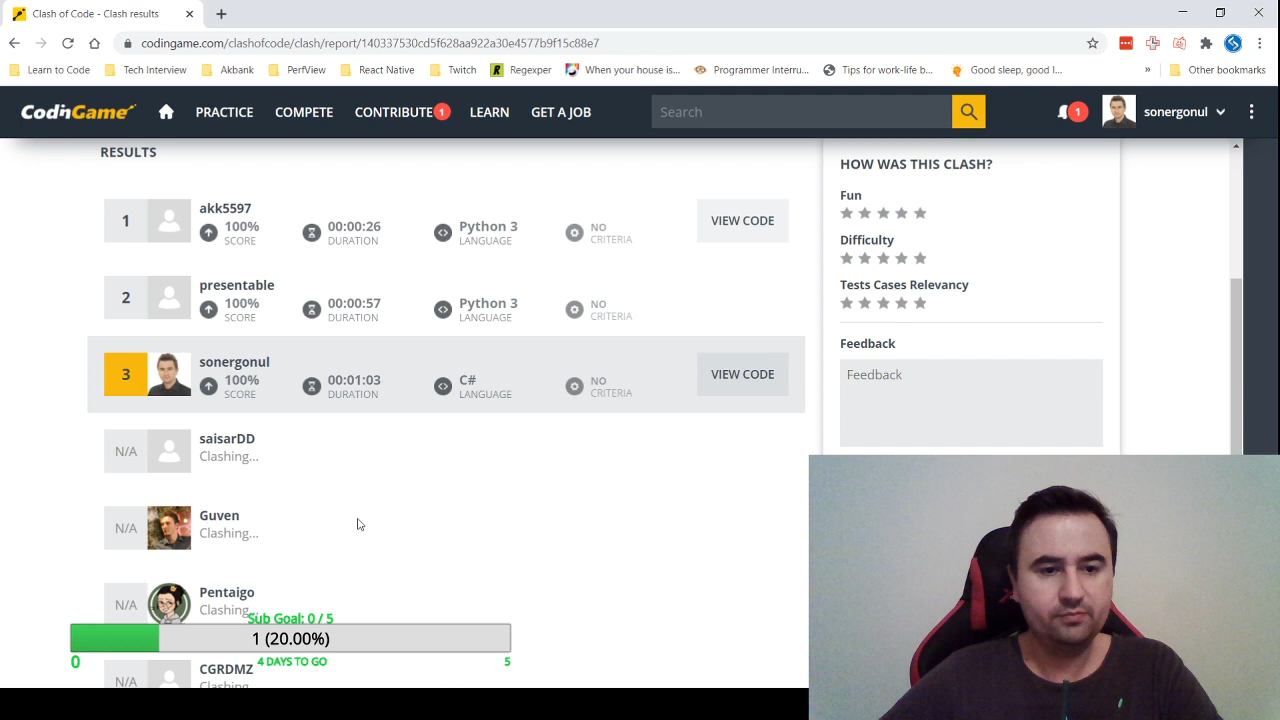 Clash of Code - Clash results
codingame.com/clashofcode/clash/report/140337530cd5f628aa922a30e4577b9f15c88e7
Learn to Code Tech Interview Akbank PerfView React Native Twitch Regexper When your house is... Programmer Interru... Tips for work-life b... Good sleep, good l... » Other bookmarks
CodinGame PRACTICE COMPETE CONTRIBUTE 1 LEARN GET A JOB Search 1 sonergonul
RESULTS
1 akk5597
100% SCORE 00:00:26 DURATION Python 3 LANGUAGE NO CRITERIA VIEW CODE
2 presentable
100% SCORE 00:00:57 DURATION Python 3 LANGUAGE NO CRITERIA VIEW CODE
3 sonergonul
100% SCORE 00:01:03 DURATION C# LANGUAGE NO CRITERIA VIEW CODE
N/A saisarDD
Clashing...
N/A Guven
Clashing...
N/A Pentaigo
Clashing...
Sub Goal: 0 / 5
1 (20.00%)
0 4 DAYS TO GO 5
N/A CGRDMZ
Clashing
HOW WAS THIS CLASH?
Fun
Difficulty
Tests Cases Relevancy
Feedback
Feedback